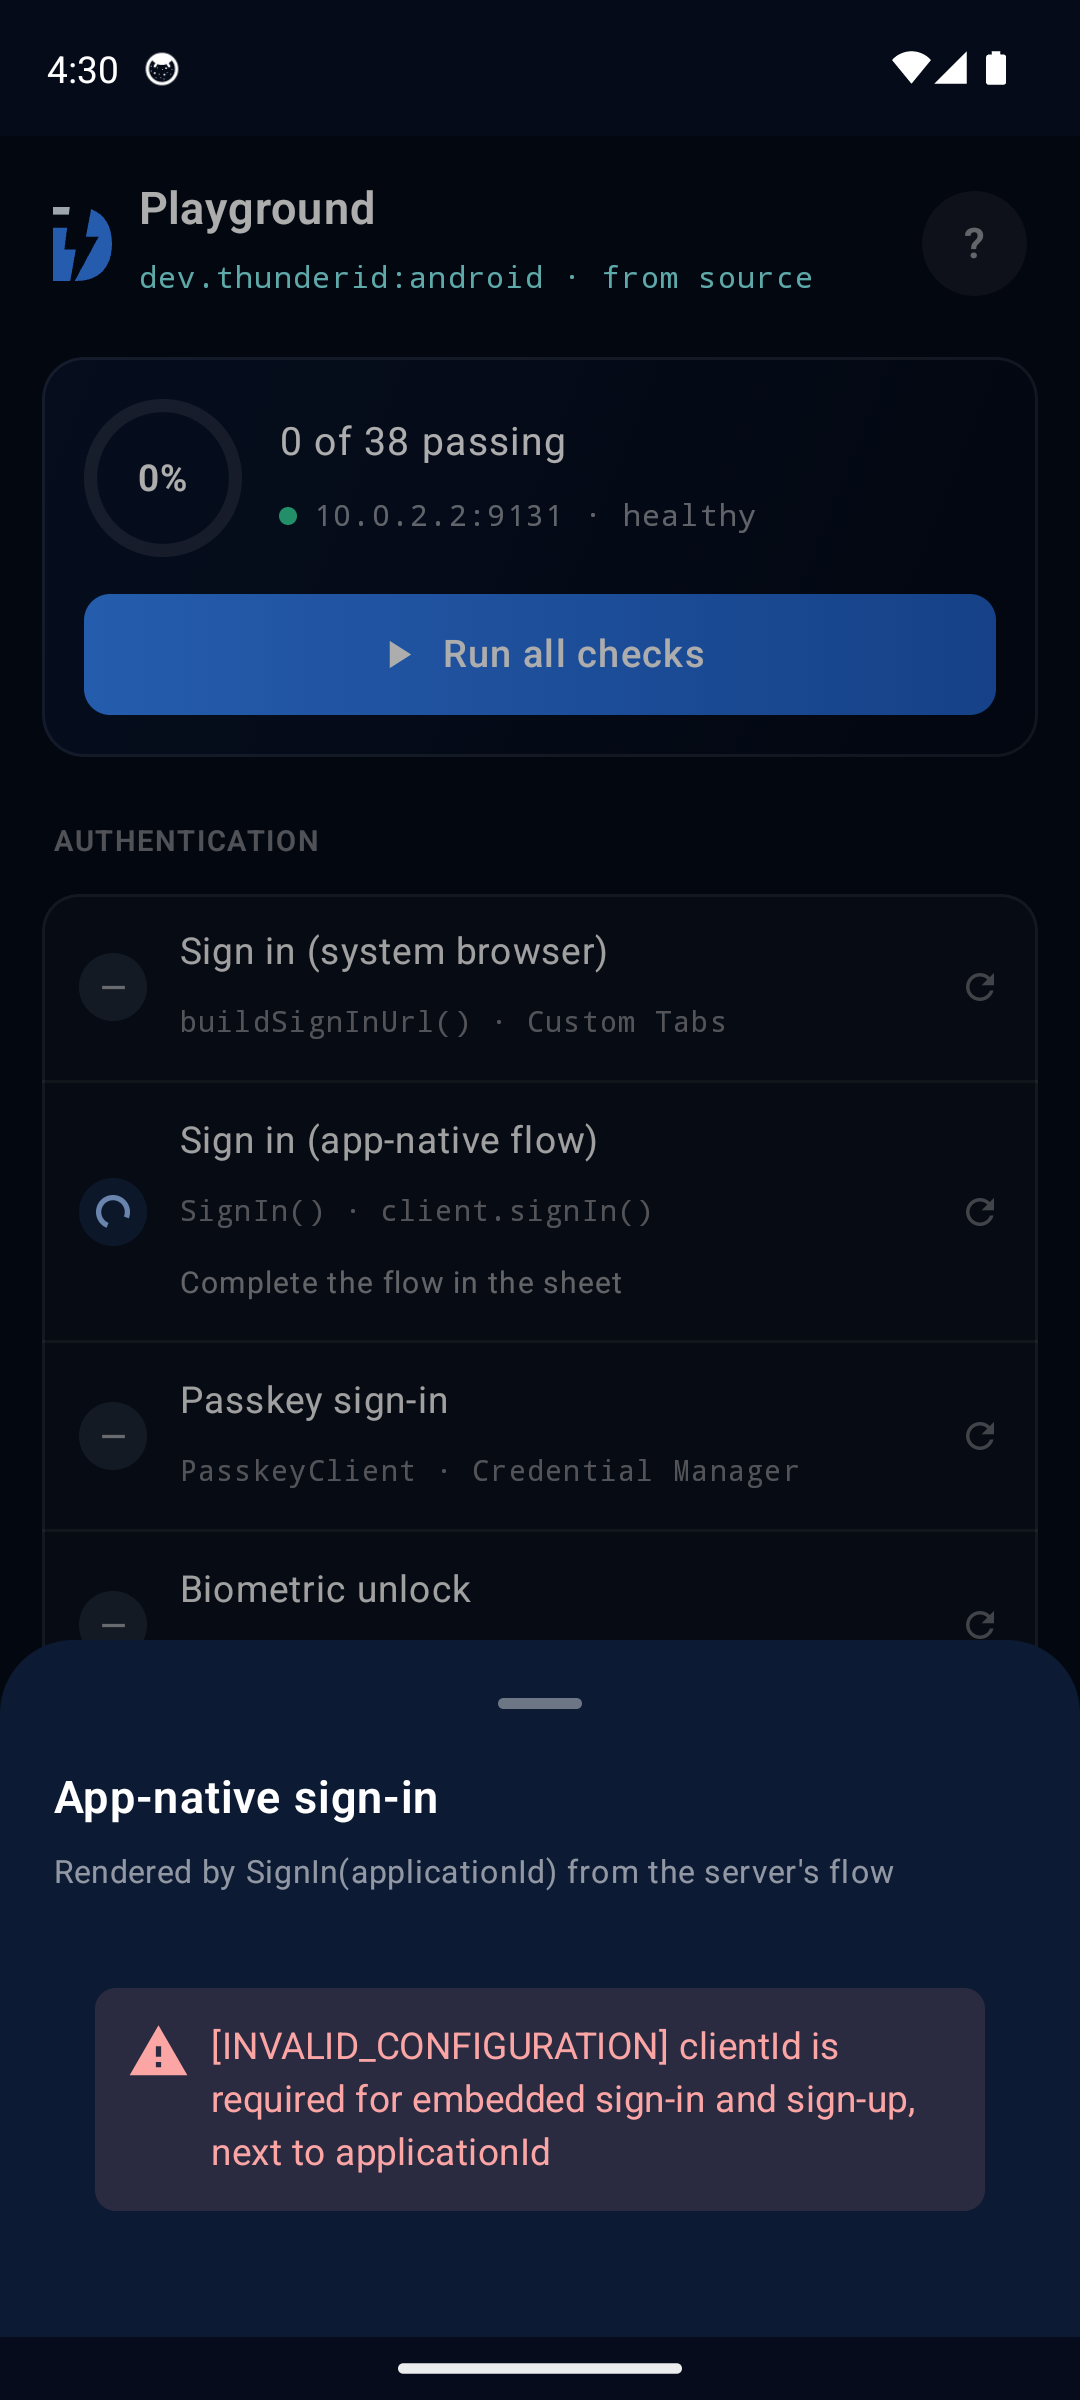 4:30
Playground
dev.thunderid:android · from source
?
0%
0 of 38 passing
10.0.2.2:9131 · healthy
Run all checks
AUTHENTICATION
Sign in (system browser)
buildSignInUrl() · Custom Tabs
Sign in (app-native flow)
SignIn() · client.signIn()
Complete the flow in the sheet
Passkey sign-in
PasskeyClient · Credential Manager
Biometric unlock
App-native sign-in
Rendered by SignIn(applicationId) from the server's flow
[INVALID_CONFIGURATION] clientId is
required for embedded sign-in and sign-up,
next to applicationId